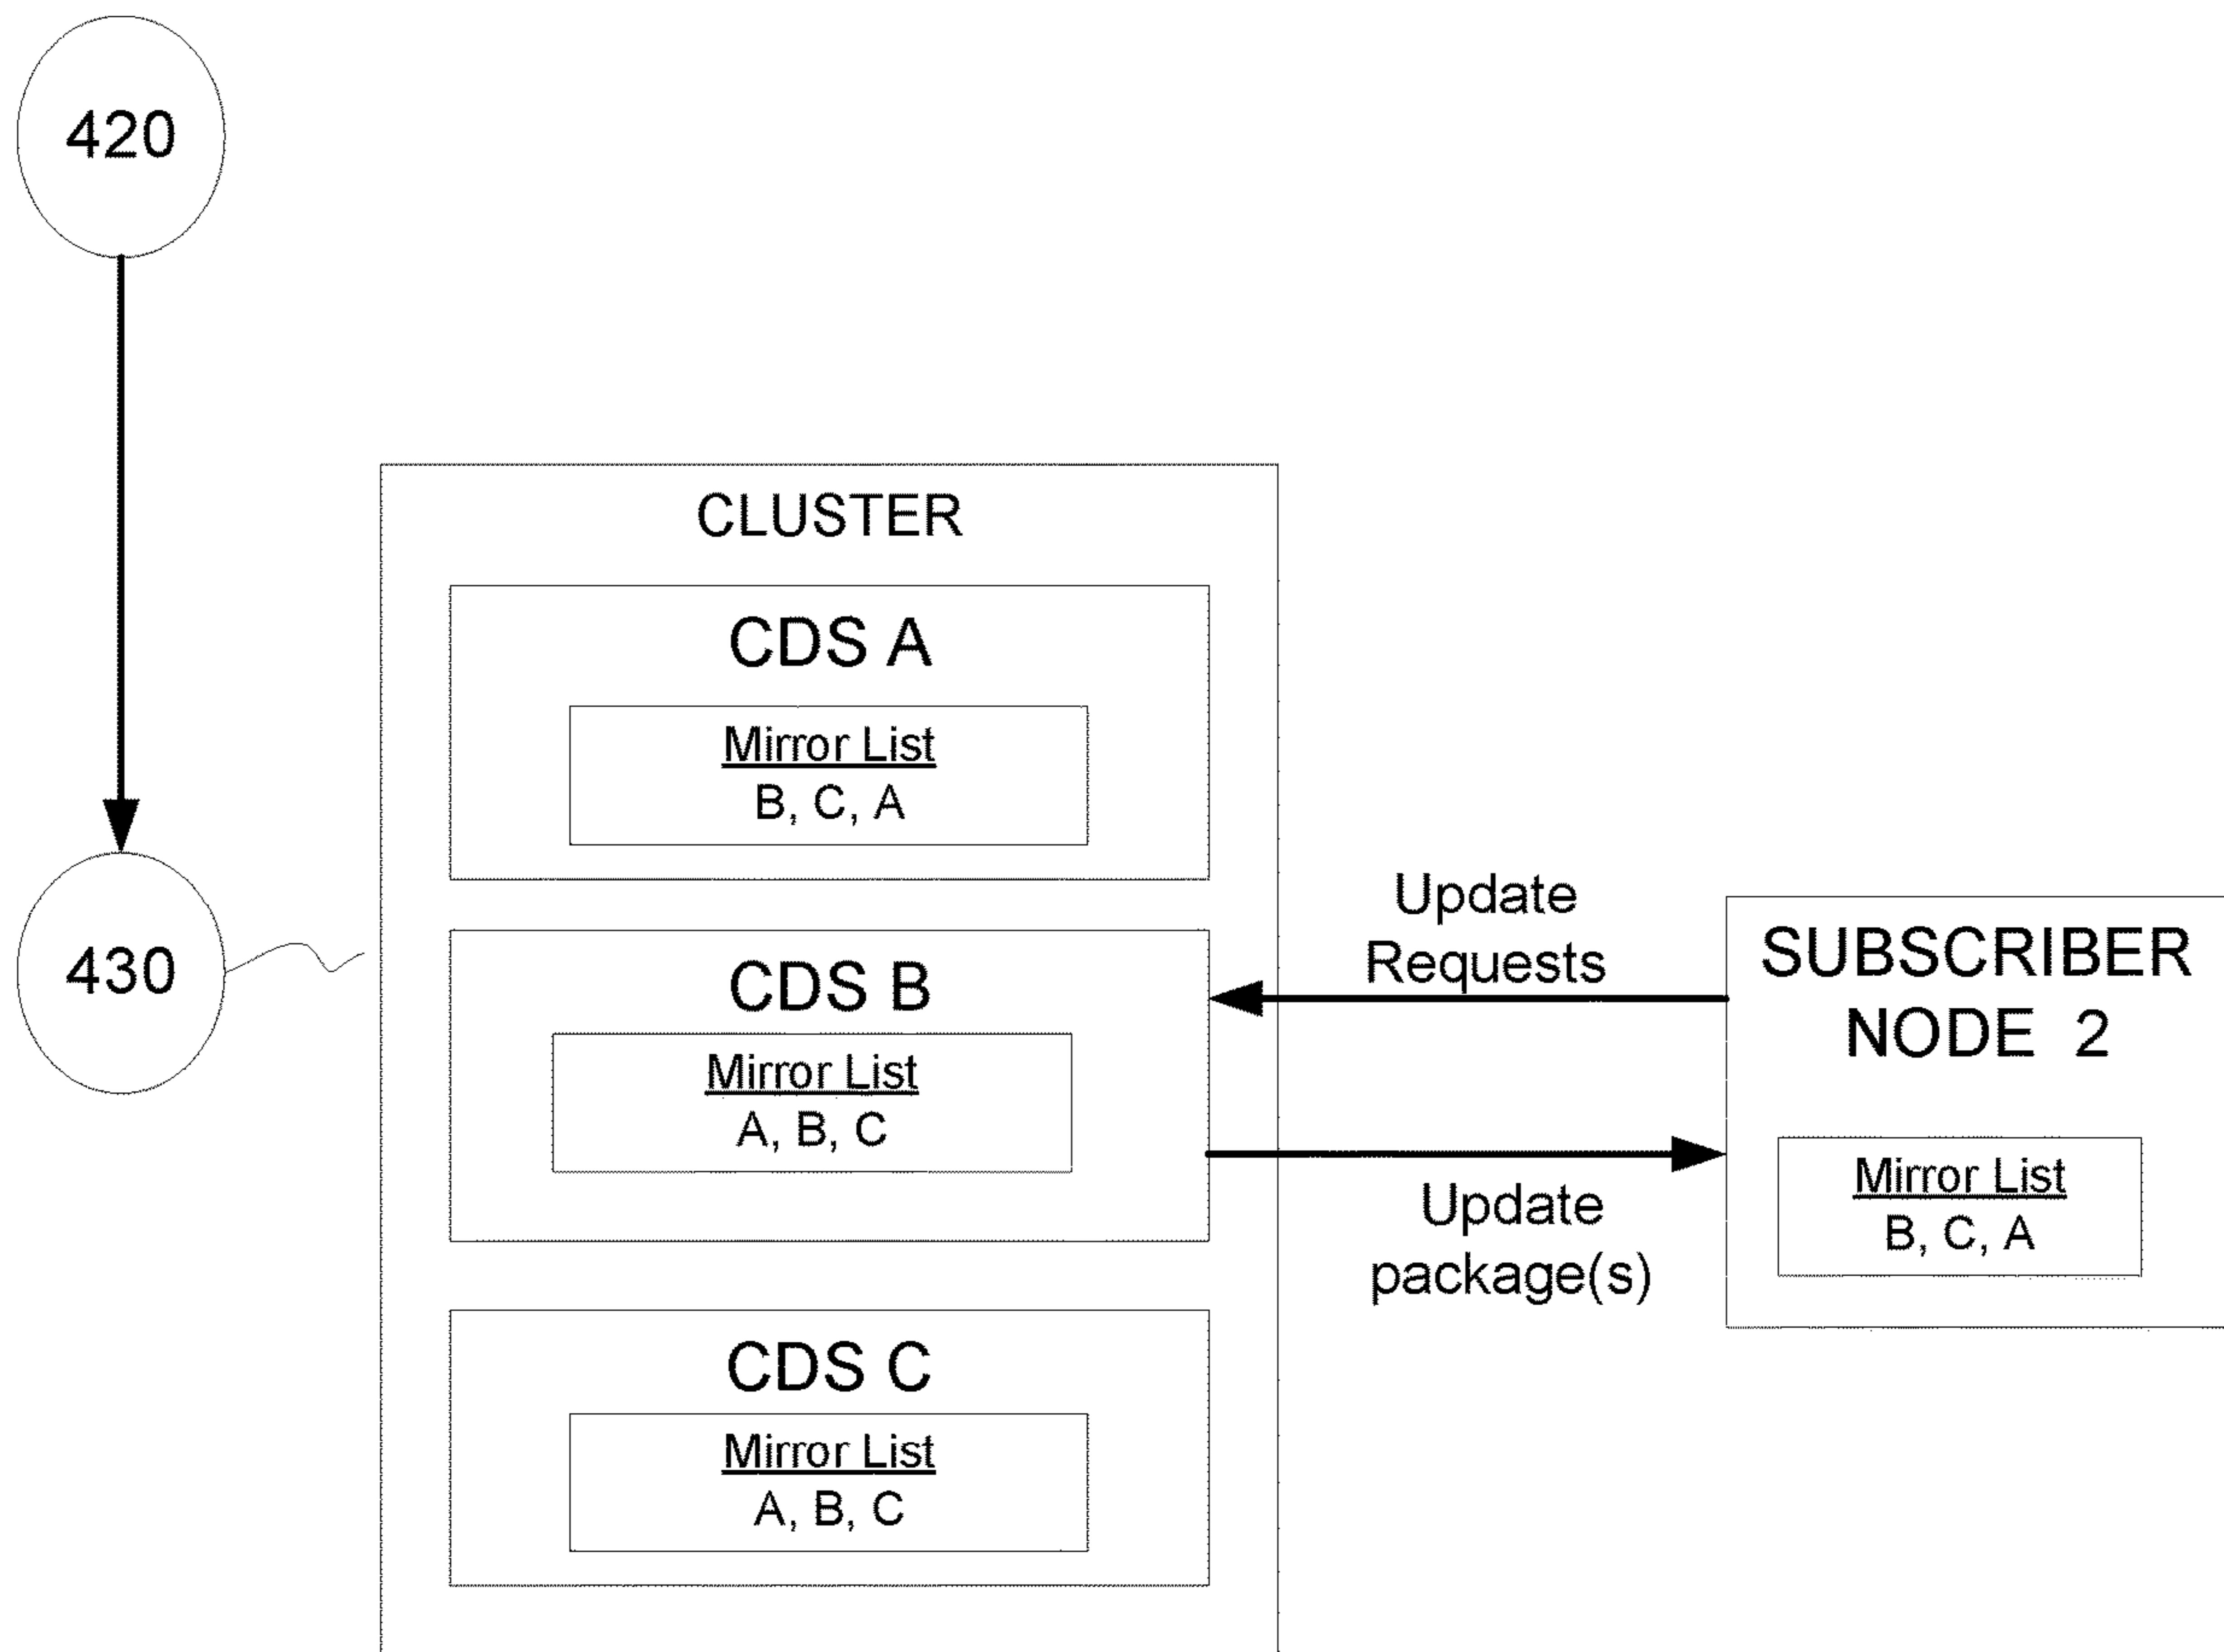 420
430
CLUSTER
CDS A
Mirror List
B, C, A
CDS B
Mirror List
A, B, C
CDS C
Mirror List
A, B, C
Update
Requests
Update
package(s)
SUBSCRIBER
NODE 2
Mirror List
B, C, A